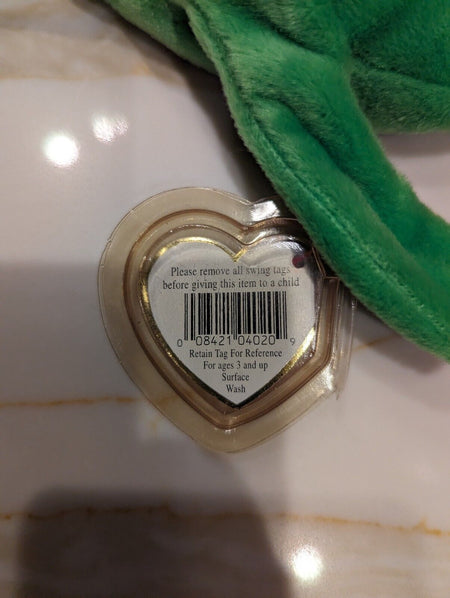 Please remove all swing tags
before giving this item to a child
0 08421 04020 9
Retain Tag For Reference
For ages 3 and up
Surface
Wash